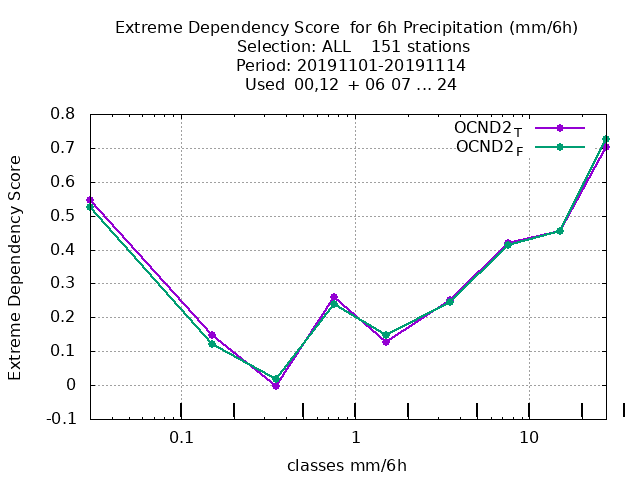 Extreme Dependency Score  for 6h Precipitation (mm/6h)
Selection: ALL    151 stations
Period: 20191101-20191114
Used  00,12  + 06 07 ... 24
OCND2T
OCND2F
Extreme Dependency Score
0.8
0.7
0.6
0.5
0.4
0.3
0.2
0.1
0
-0.1
0.1 1 10
classes mm/6h